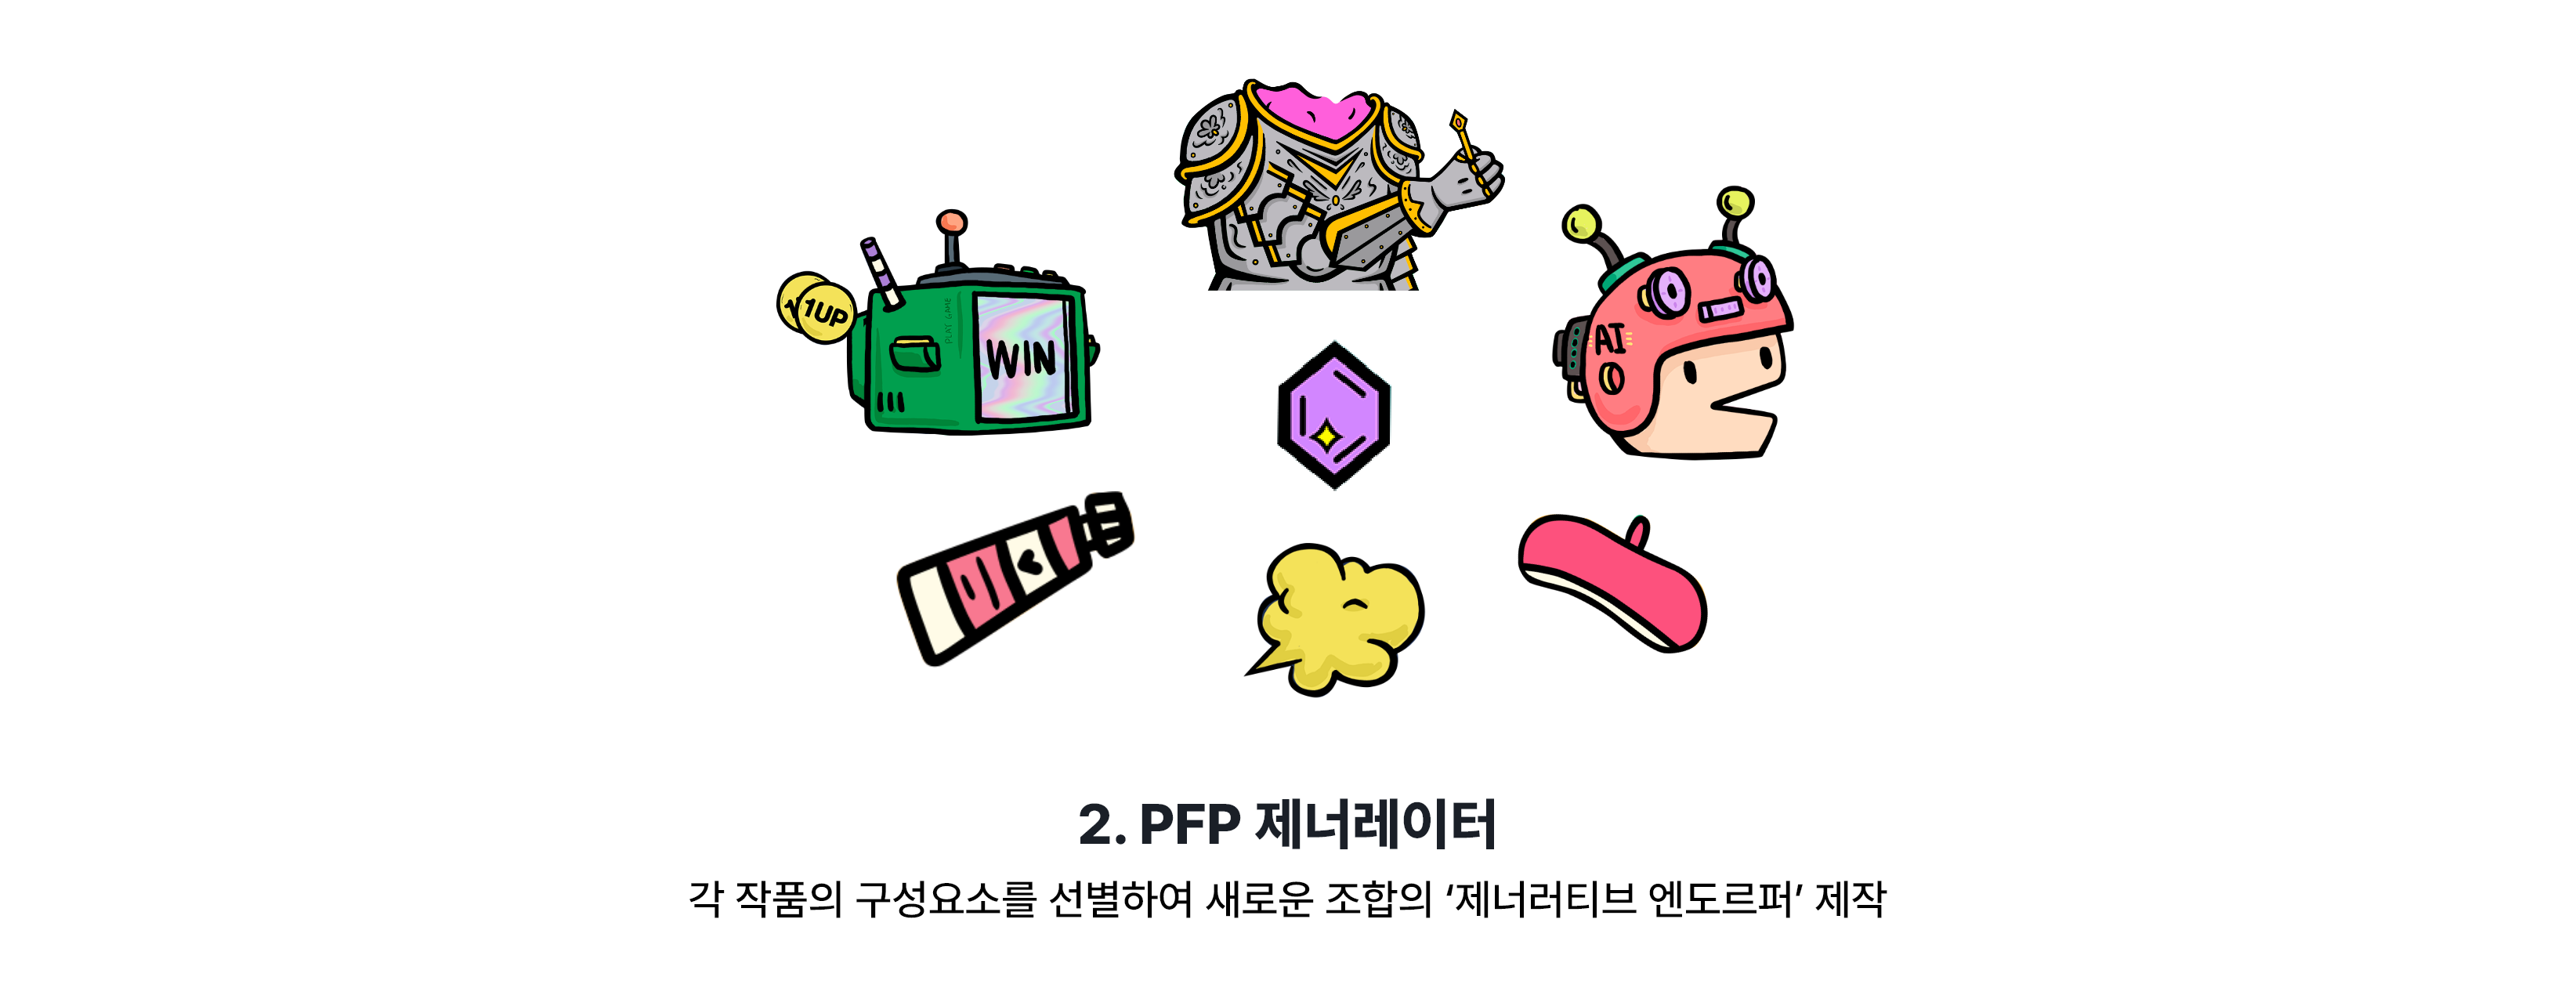 1UP
PLAY GAME
WIN
AI
2. PFP 제너레이터
각 작품의 구성요소를 선별하여 새로운 조합의 ‘제너러티브 엔도르퍼’ 제작